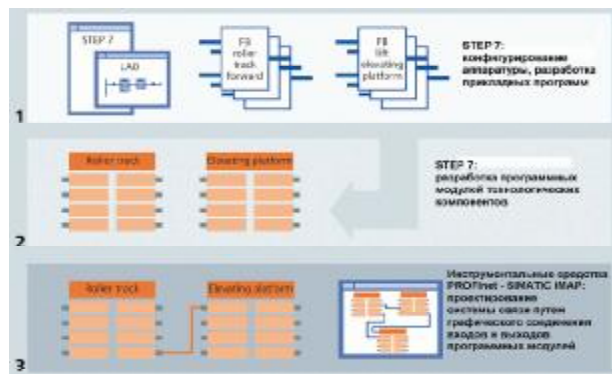 STEP 7
LAD
FB
roller
track
forward
FB
lift
elevating
platform
STEP 7:
конфигурирование
аппаратуры, разработка
прикладных программ
1
Roller track
Elevating platform
STEP 7:
разработка программных
модулей технологических
компонентов
2
Roller track
Elevating platform
Инструментальные средства
PROFInet - SIMATIC IMAP:
проектирование
системы связи путем
графического соединения
входов и выходов
программных модулей
3